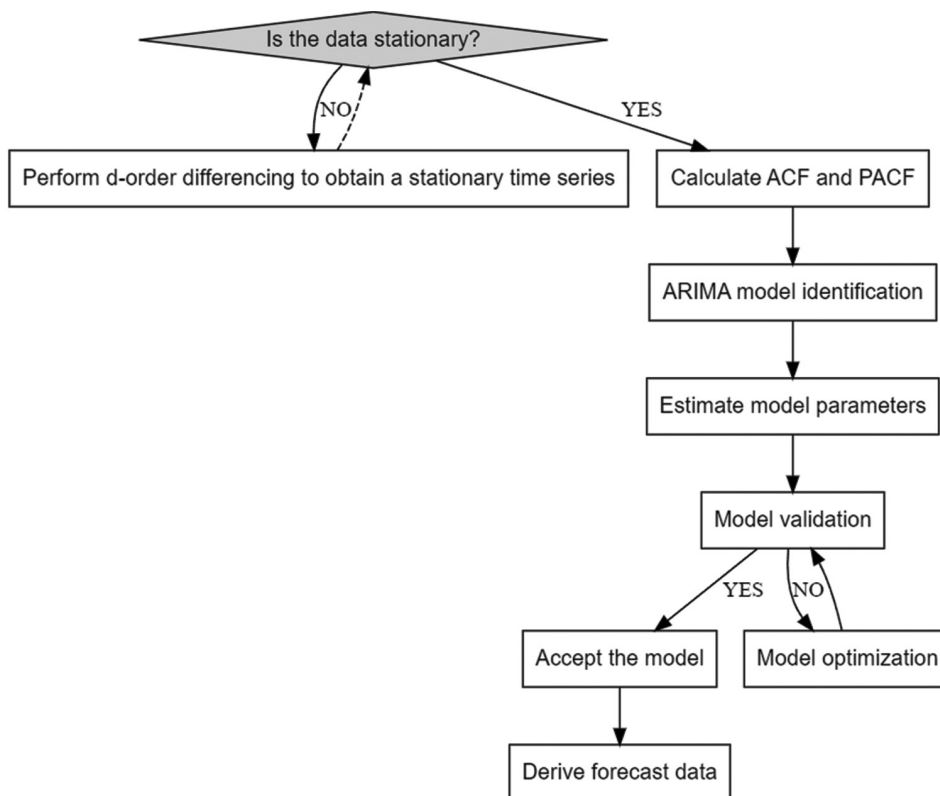 Is the data stationary?
NO
YES
Perform d-order differencing to obtain a stationary time series
Calculate ACF and PACF
ARIMA model identification
Estimate model parameters
Model validation
YES
NO
Accept the model
Model optimization
Derive forecast data